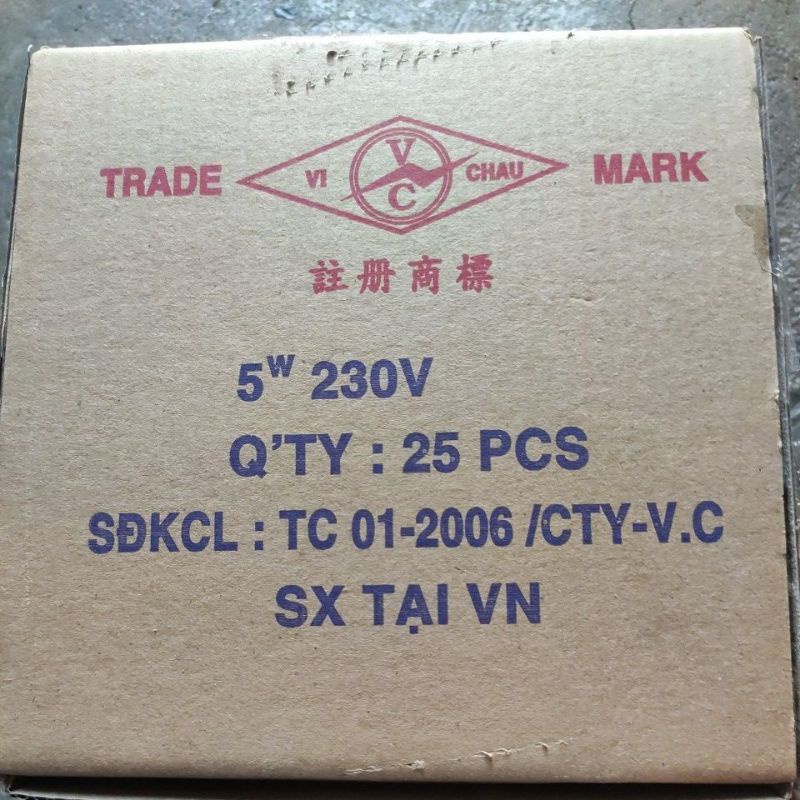 TRADE VI V C CHAU MARK
註册商標
5W 230V
Q'TY : 25 PCS
SĐKCL : TC 01-2006 /CTY-V.C
SX TẠI VN